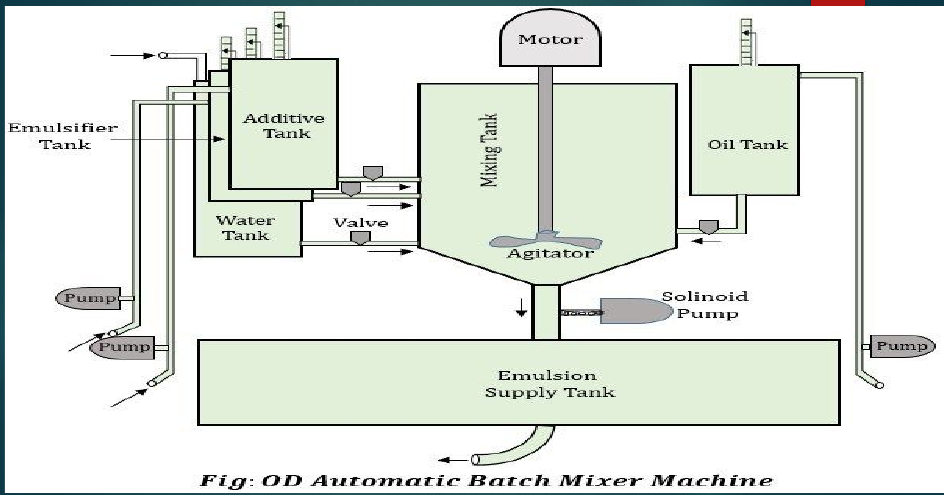 Motor
Additive
Tank
Emulsifier
Tank
Mixing Tank
Oil Tank
Water
Tank
Valve
Agitator
Pump
Solinoid
Pump
Pump
Pump
Emulsion
Supply Tank
Fig: OD Automatic Batch Mixer Machine